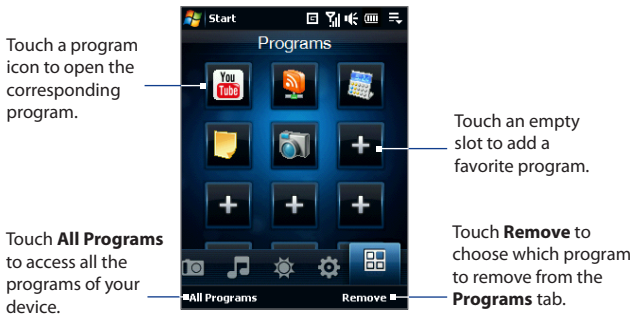 Start
Programs
Touch a program
icon to open the
corresponding
program.
You
Tube
Touch an empty
slot to add a
favorite program.
Touch All Programs
to access all the
programs of your
device.
Touch Remove to
choose which program
to remove from the
Programs tab.
All Programs
Remove